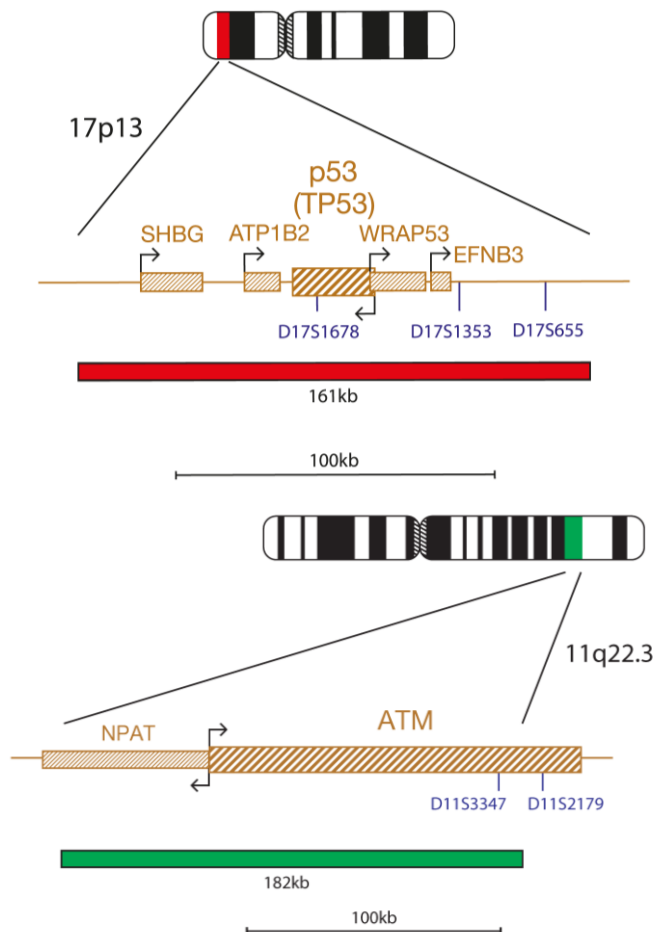 17p13
p53
(TP53)
SHBG
ATP1B2
WRAP53
EFNB3
D17S1678
D17S1353
D17S655
161kb
100kb
11q22.3
NPAT
ATM
D11S3347
D11S2179
182kb
100kb